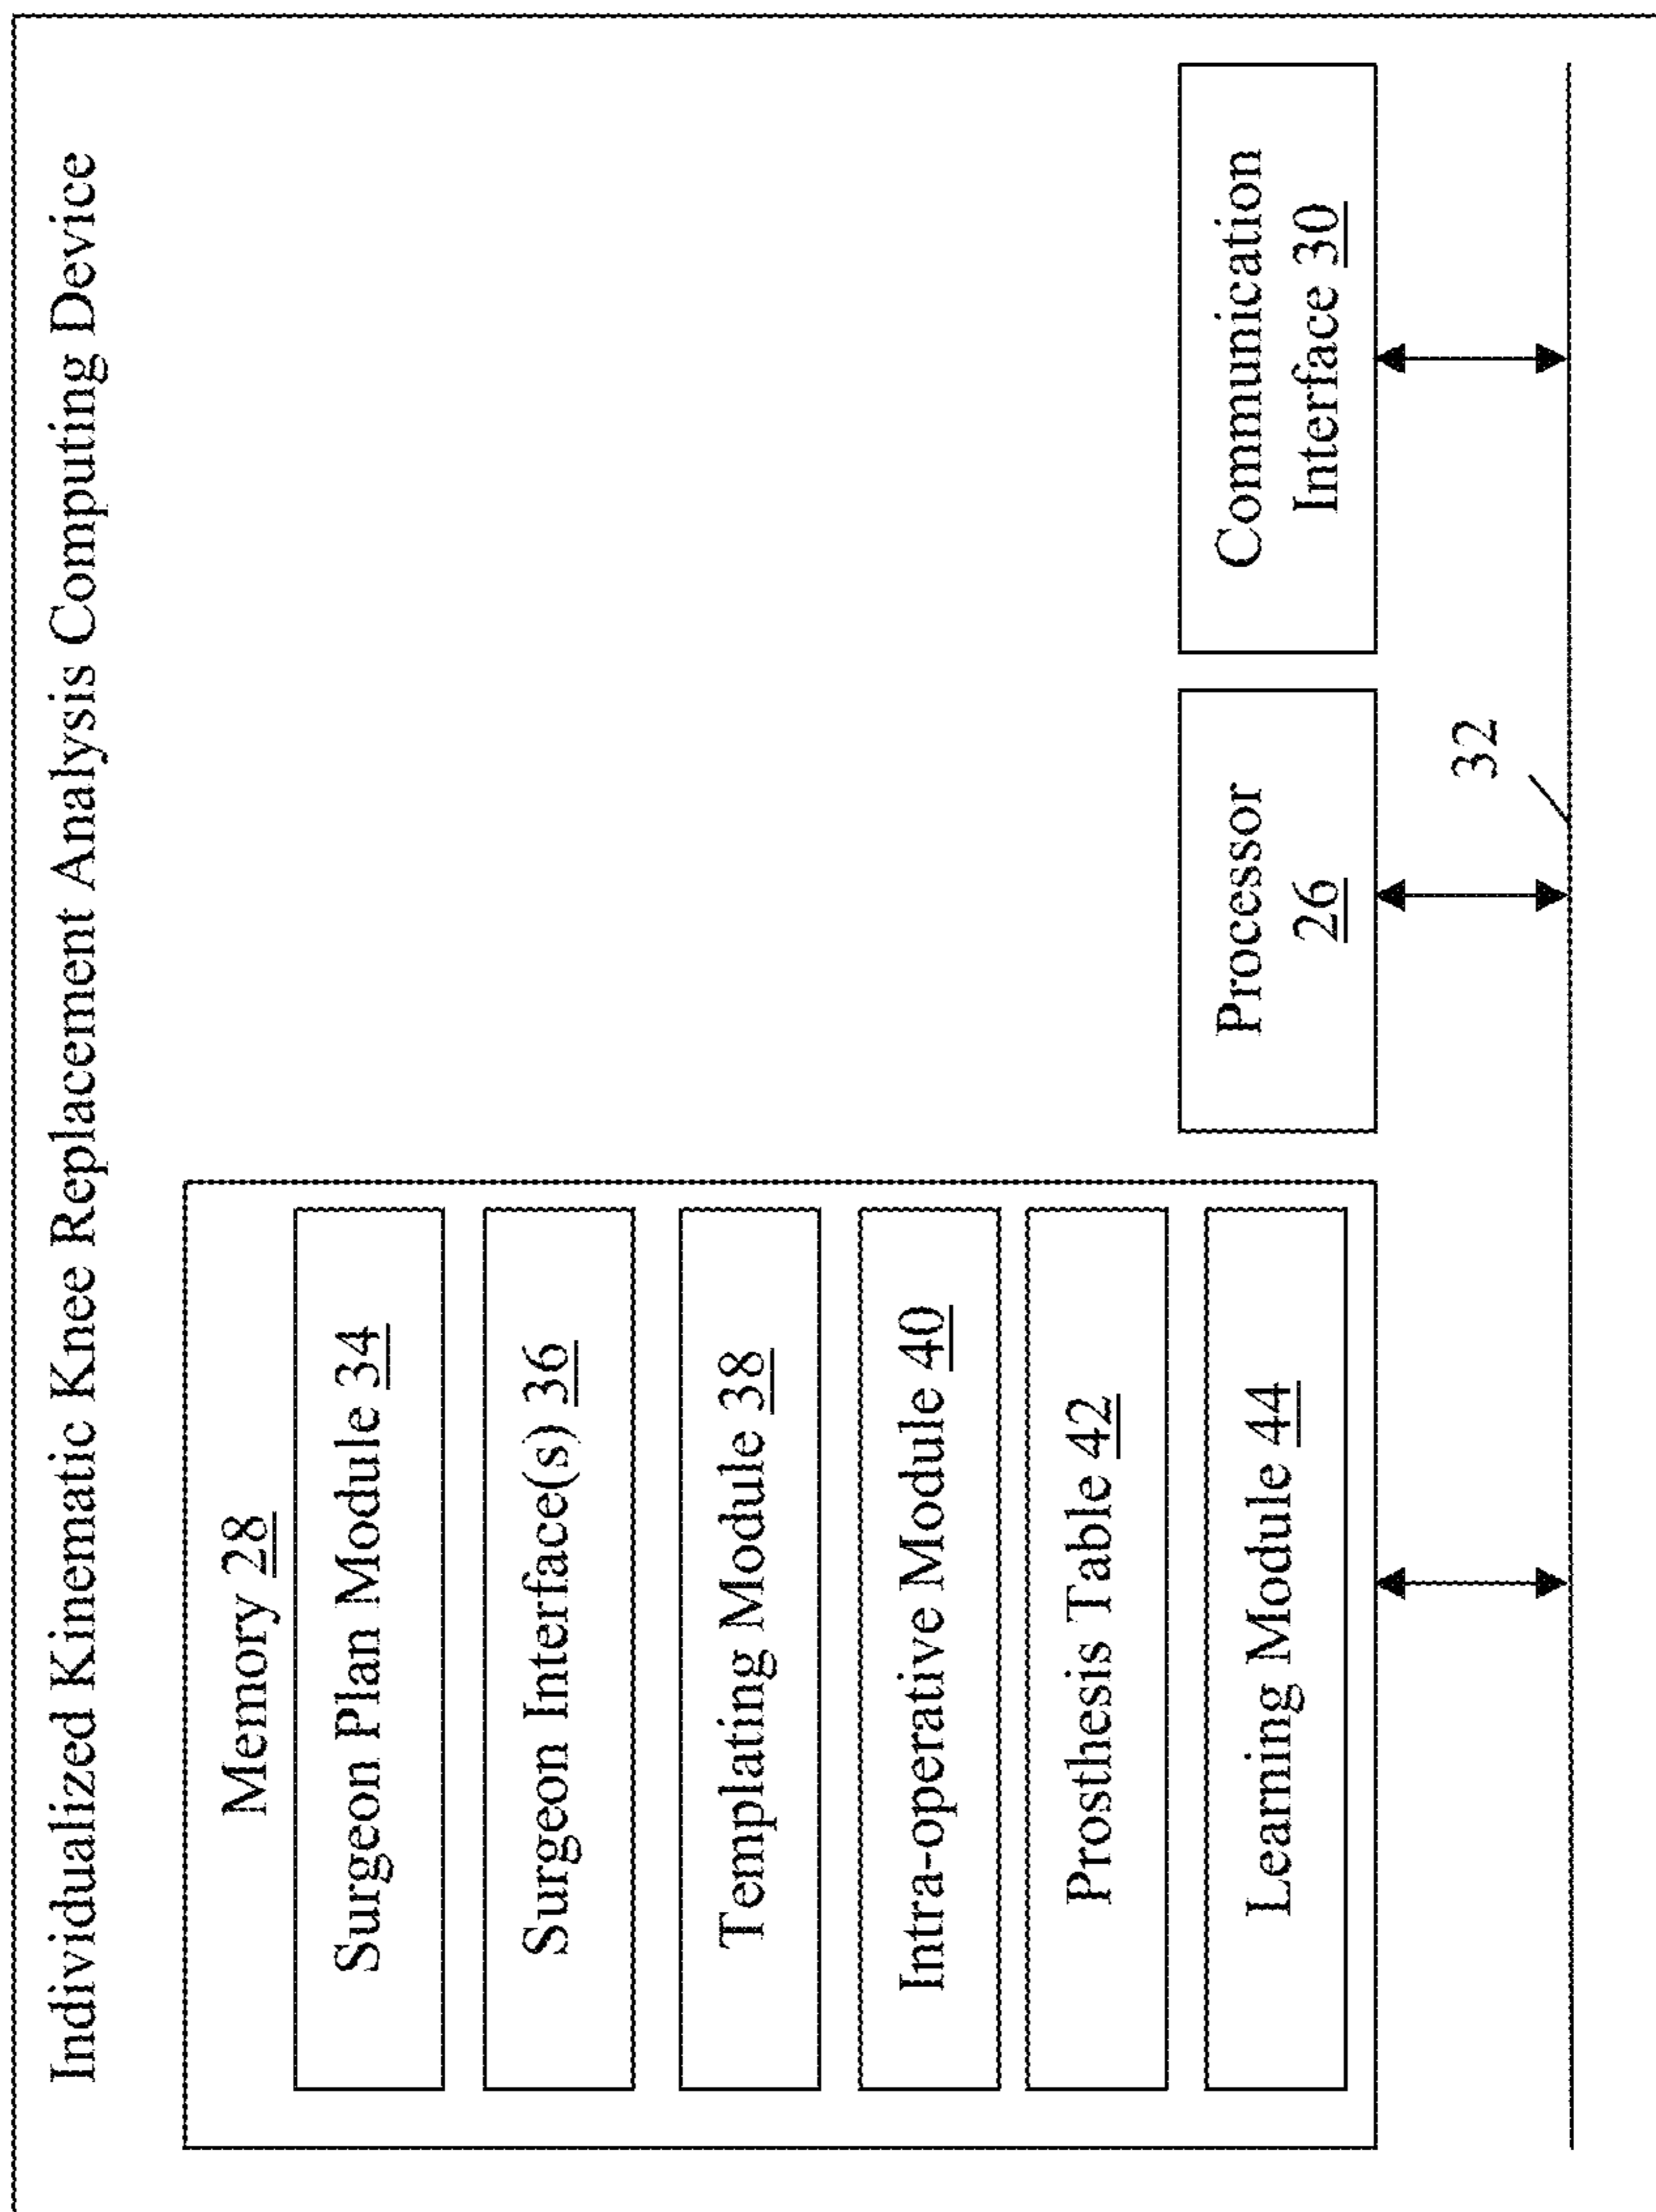 Individualized Kinematic Knee Replacement Analysis Computing Device
Memory 28
Surgeon Plan Module 34
Surgeon Interface(s) 36
Templating Module 38
Intra-operative Module 40
Prosthesis Table 42
Learning Module 44
Processor
26
Communication
Interface 30
32